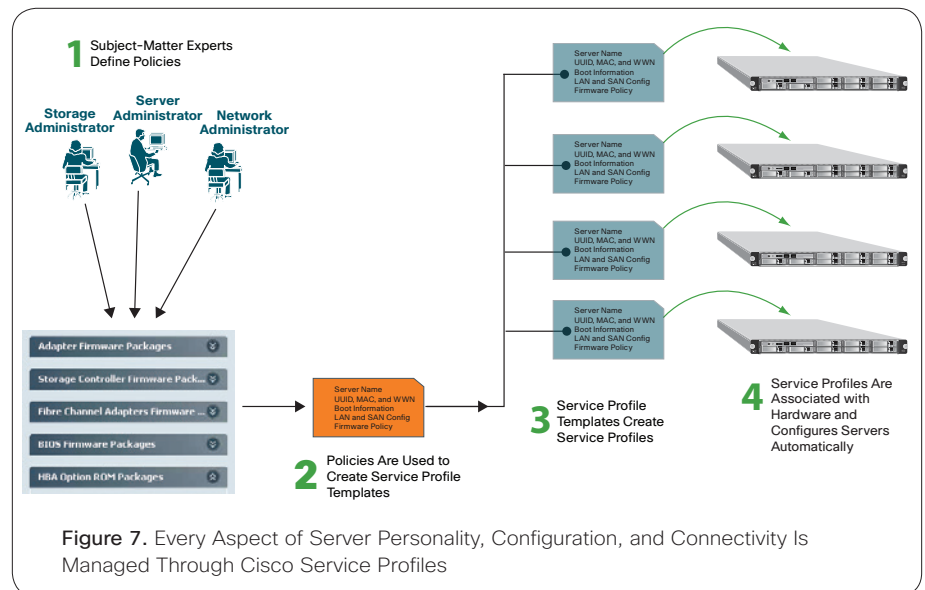 1 Subject-Matter Experts
Define Policies
Storage
Administrator
Server
Administrator
Network
Administrator
Adapter Firmware Packages
Storage Controller Firmware Pack...
Fibre Channel Adapters Firmware ...
BIOS Firmware Packages
HBA Option ROM Packages
Server Name
UUID, MAC, and WWN
Boot Information
LAN and SAN Config
Firmware Policy
2 Policies Are Used to
Create Service Profile
Templates
Server Name
UUID, MAC, and WWN
Boot Information
LAN and SAN Config
Firmware Policy
Server Name
UUID, MAC, and WWN
Boot Information
LAN and SAN Config
Firmware Policy
Server Name
UUID, MAC, and WWN
Boot Information
LAN and SAN Config
Firmware Policy
Server Name
UUID, MAC, and WWN
Boot Information
LAN and SAN Config
Firmware Policy
3 Service Profile
Templates Create
Service Profiles
4 Service Profiles Are
Associated with
Hardware and
Configures Servers
Automatically
Figure 7. Every Aspect of Server Personality, Configuration, and Connectivity Is
Managed Through Cisco Service Profiles